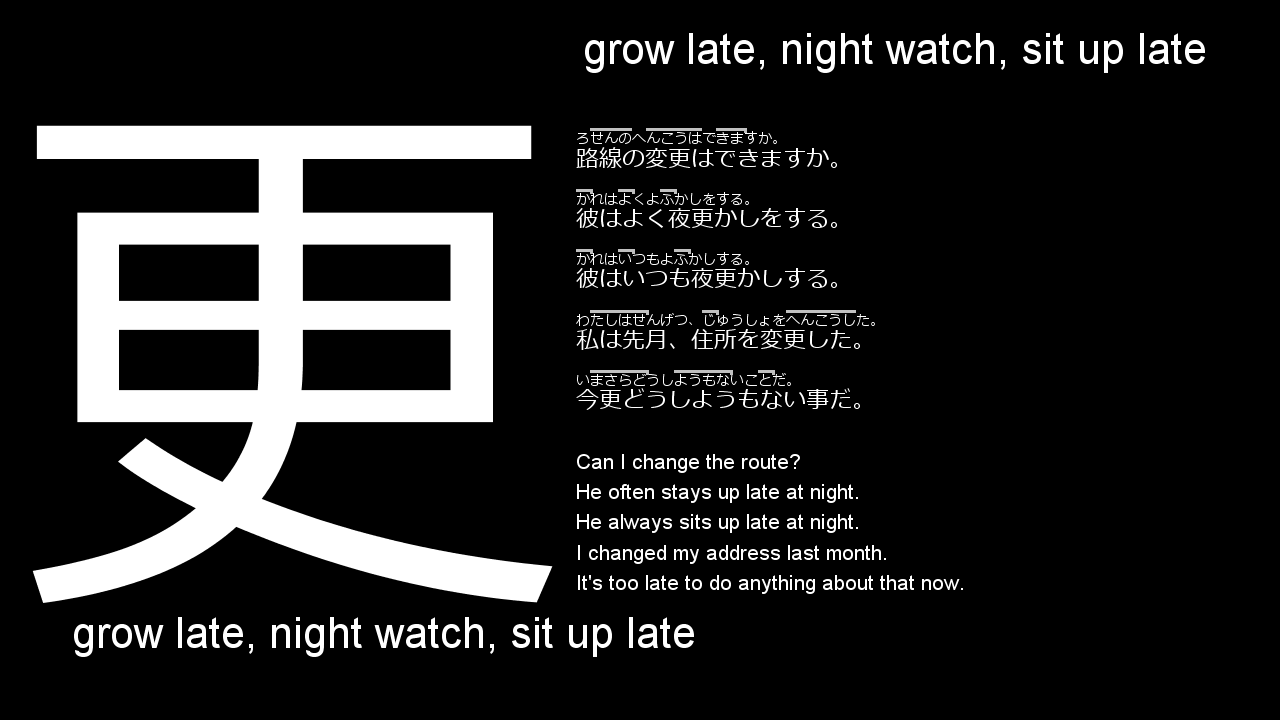 grow late, night watch, sit up late
更
ろせんのへんこうはできますか。
路線の変更はできますか。
かれはよくよふかしをする。
彼はよく夜更かしをする。
かれはいつもよふかしする。
彼はいつも夜更かしする。
わたしはせんげつ、じゅうしょをへんこうした。
私は先月、住所を変更した。
いまさらどうしようもないことだ。
今更どうしようもない事だ。
Can I change the route?
He often stays up late at night.
He always sits up late at night.
I changed my address last month.
It's too late to do anything about that now.
grow late, night watch, sit up late